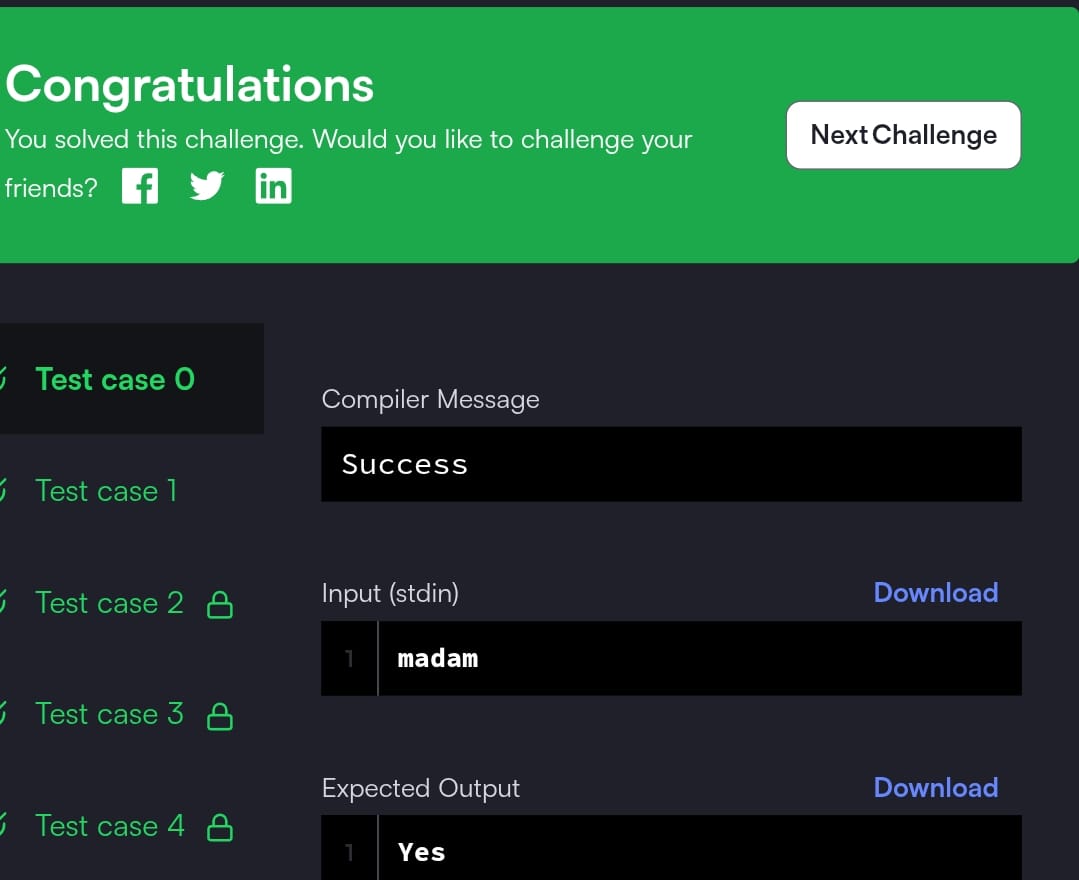 Congratulations
You solved this challenge. Would you like to challenge your
friends?
Next Challenge
Test case 0
Test case 1
Test case 2
Test case 3
Test case 4
Compiler Message
Success
Input (stdin)
Download
1
madam
Expected Output
Download
1
Yes